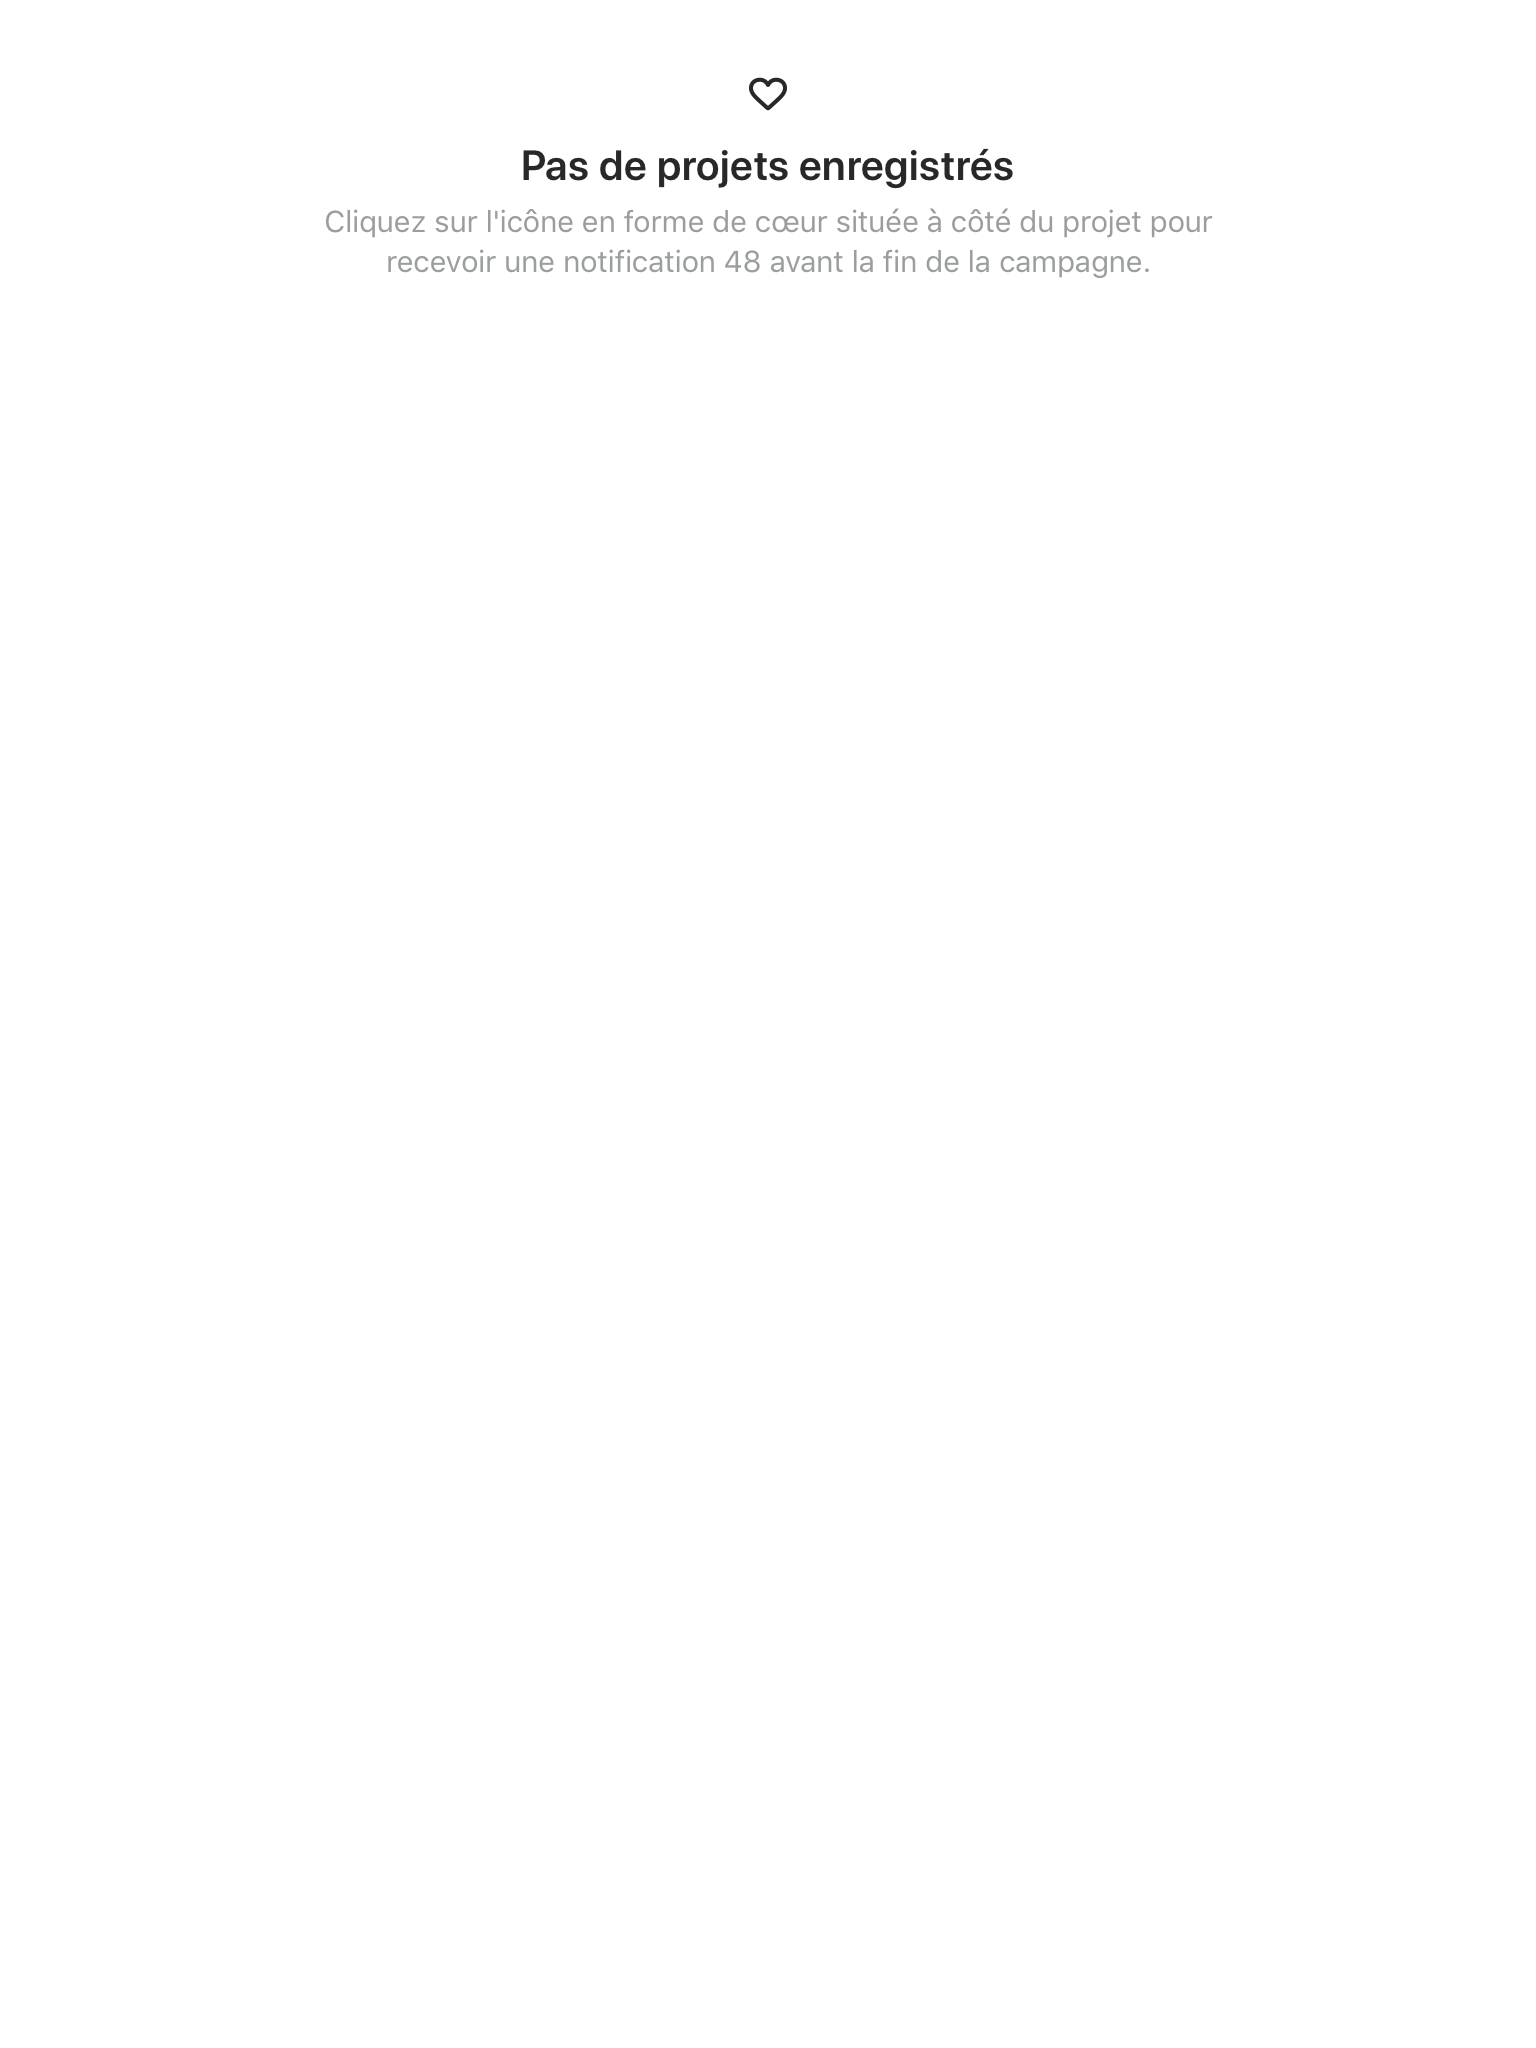 Pas de projets enregistrés
Cliquez sur l'icône en forme de cœur située à côté du projet pour
recevoir une notification 48 avant la fin de la campagne.